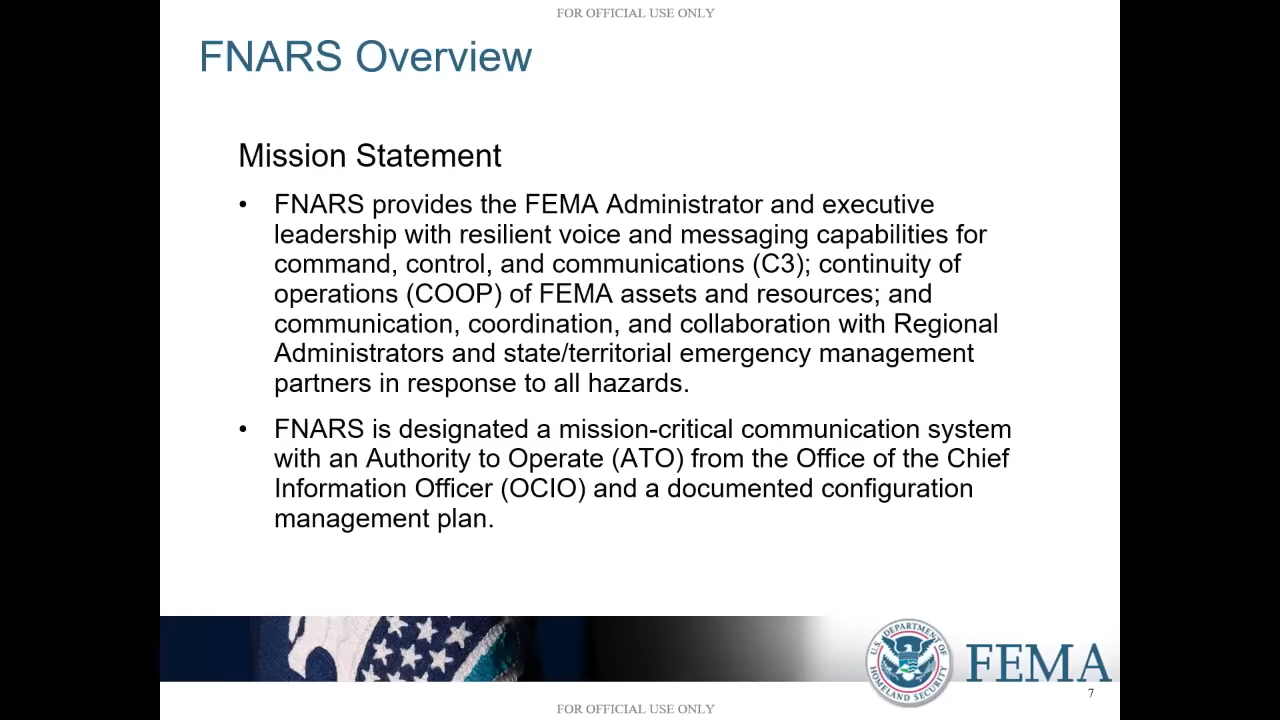 FOR OFFICIAL USE ONLY
FNARS Overview
Mission Statement
• FNARS provides the FEMA Administrator and executive
leadership with resilient voice and messaging capabilities for
command, control, and communications (C3); continuity of
operations (COOP) of FEMA assets and resources; and
communication, coordination, and collaboration with Regional
Administrators and state/territorial emergency management
partners in response to all hazards.
• FNARS is designated a mission-critical communication system
with an Authority to Operate (ATO) from the Office of the Chief
Information Officer (OCIO) and a documented configuration
management plan.
U.S. DEPARTMENT OF
HOMELAND SECURITY
FEMA
7
FOR OFFICIAL USE ONLY